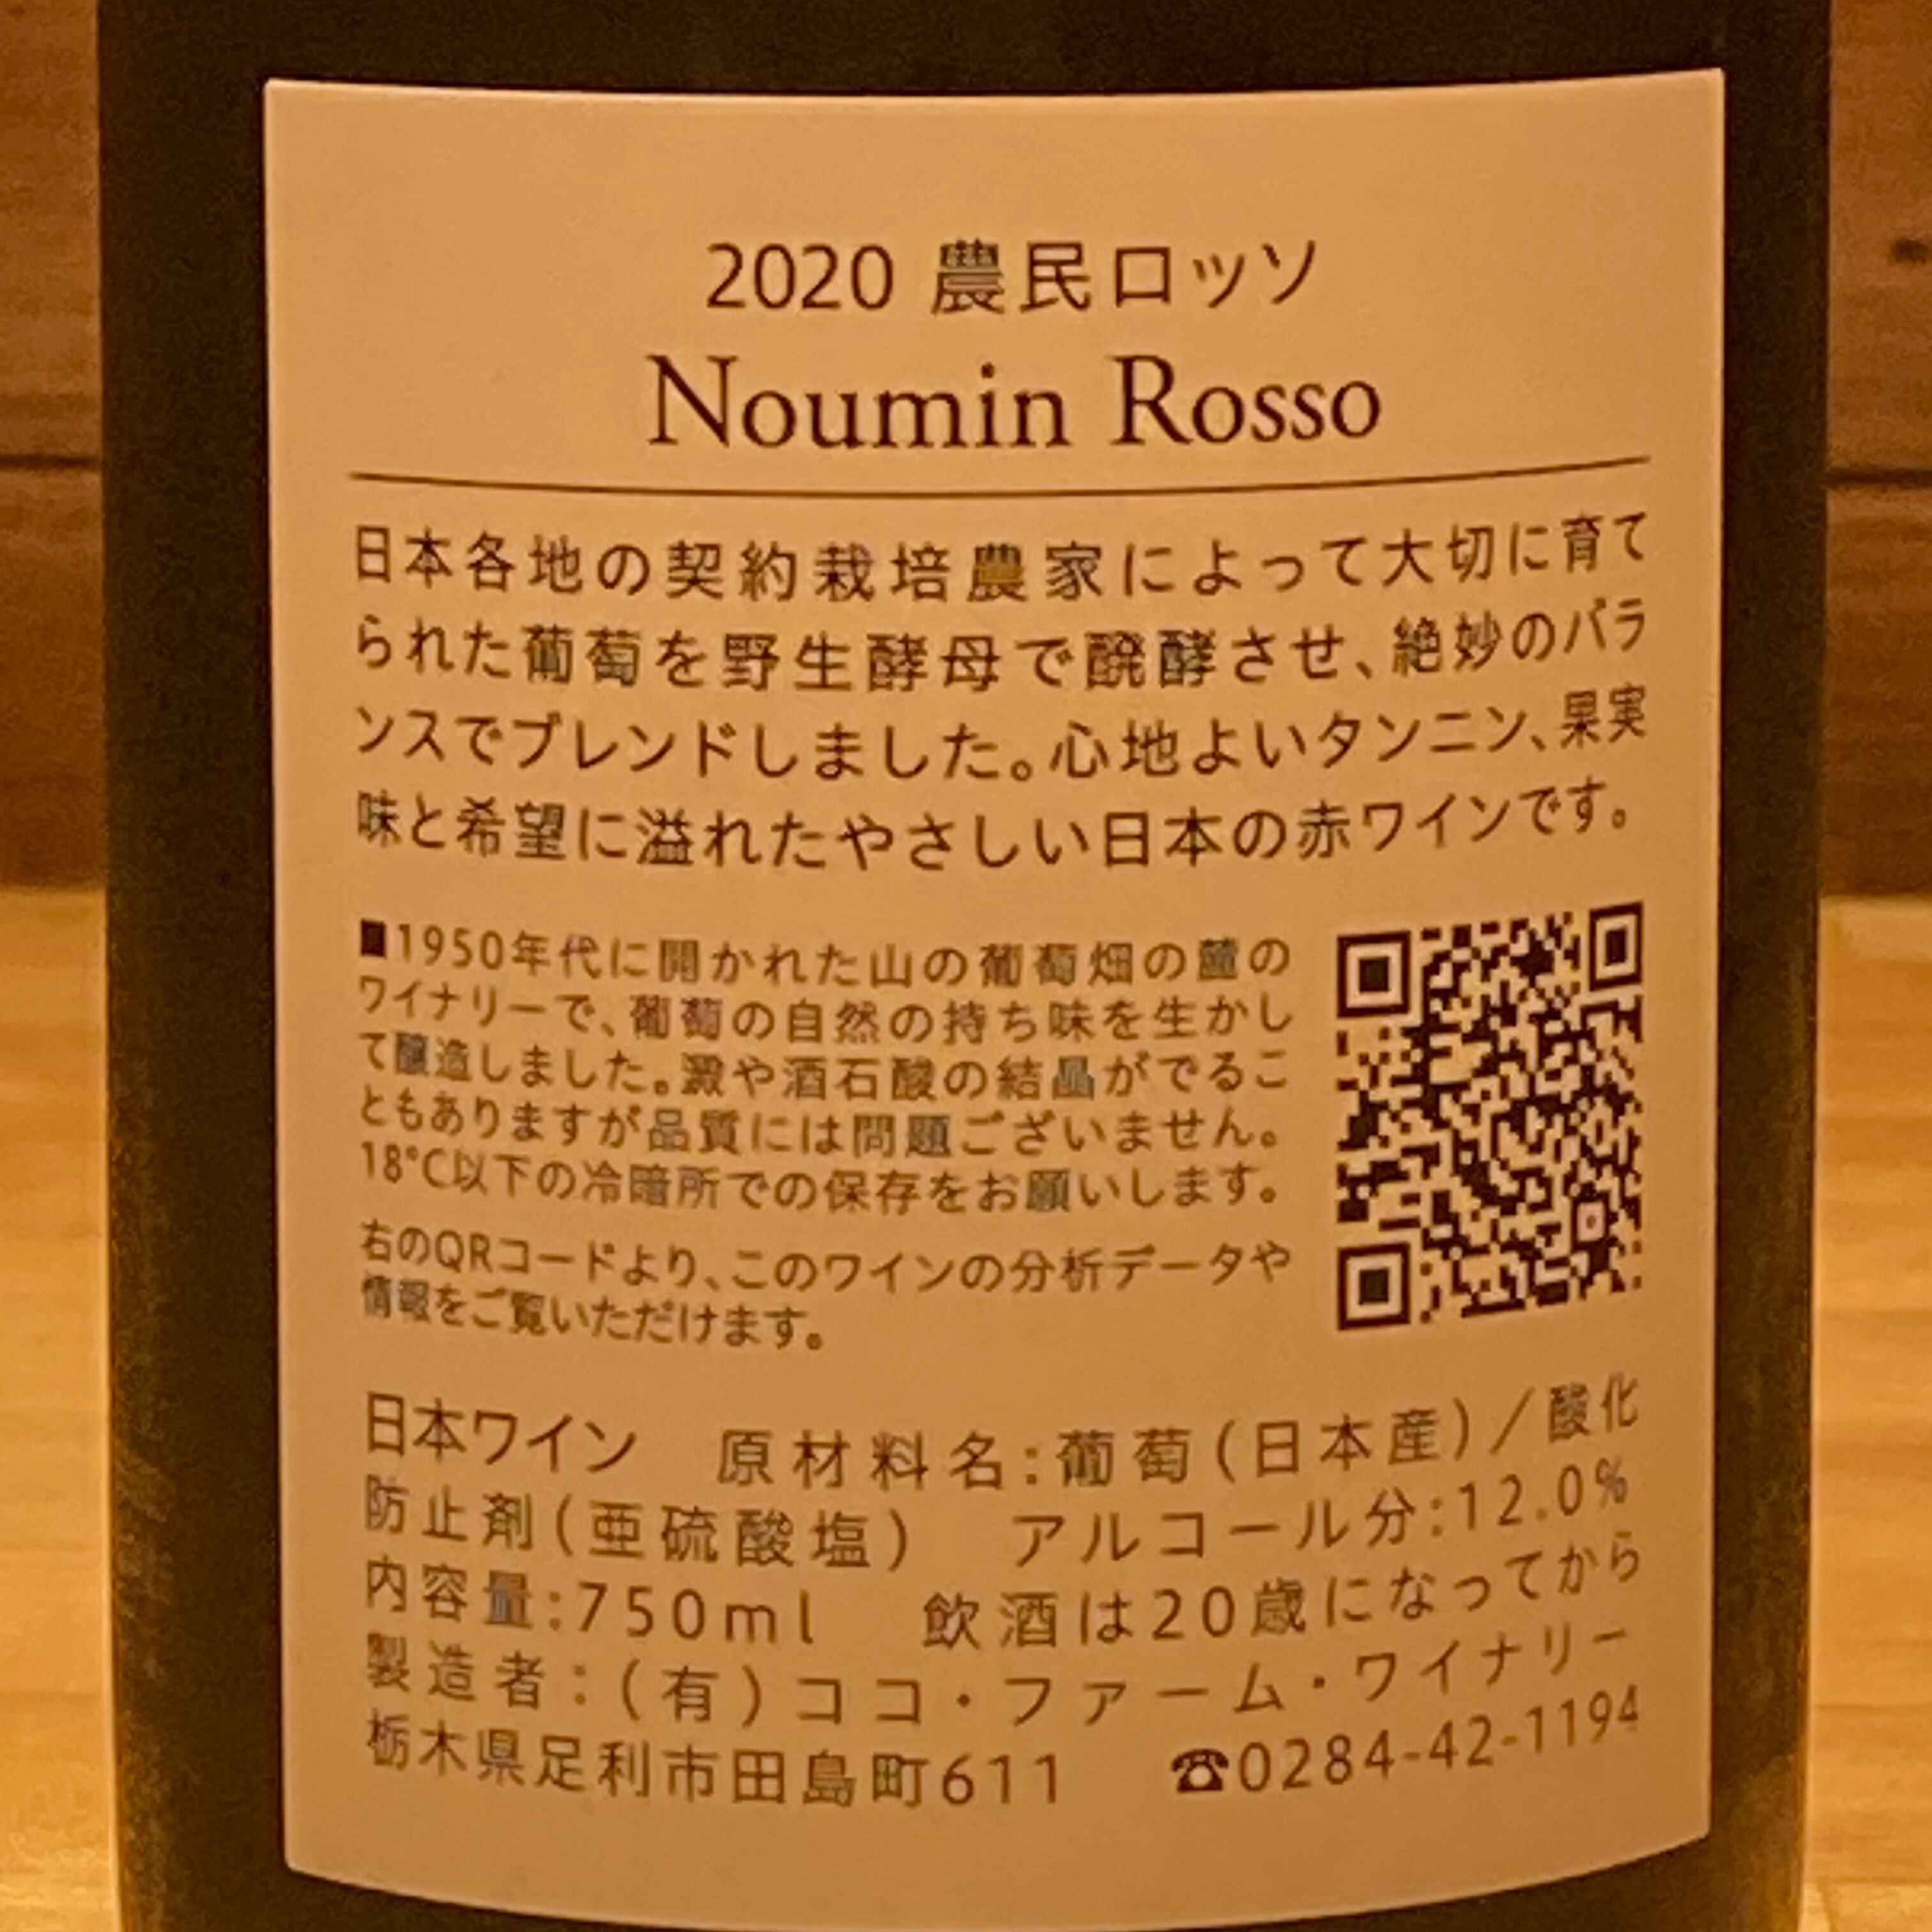 2020 農民ロッソ
Noumin Rosso
日本各地の契約栽培農家によって大切に育て
られた葡萄を野生酵母で醗酵させ、絶妙のバラ
ンスでブレンドしました。心地よいタンニン、果実
味と希望に溢れたやさしい日本の赤ワインです。
■1950年代に開かれた山の葡萄畑の麓の
ワイナリーで、葡萄の自然の持ち味を生かし
て醸造しました。澱や酒石酸の結晶がでるこ
ともありますが品質には問題ございません。
18℃以下の冷暗所での保存をお願いします。
右のQRコードより、このワインの分析データや
情報をご覧いただけます。
日本ワイン 原材料名:葡萄(日本産)/酸化
防止剤(亜硫酸塩) アルコール分:12.0%
内容量:750ml 飲酒は20歳になってから
製造者:(有)ココ・ファーム・ワイナリー
栃木県足利市田島町611 ☎0284-42-1194